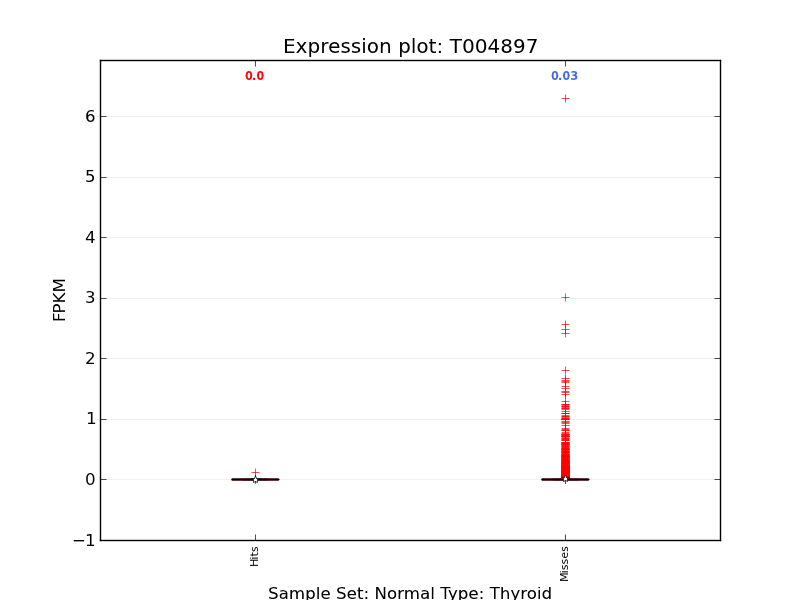 Expression plot: T004897
0.0
0.03
6
5
4
3
2
1
0
−1
FPKM
Hits
Misses
Sample Set: Normal Type: Thyroid